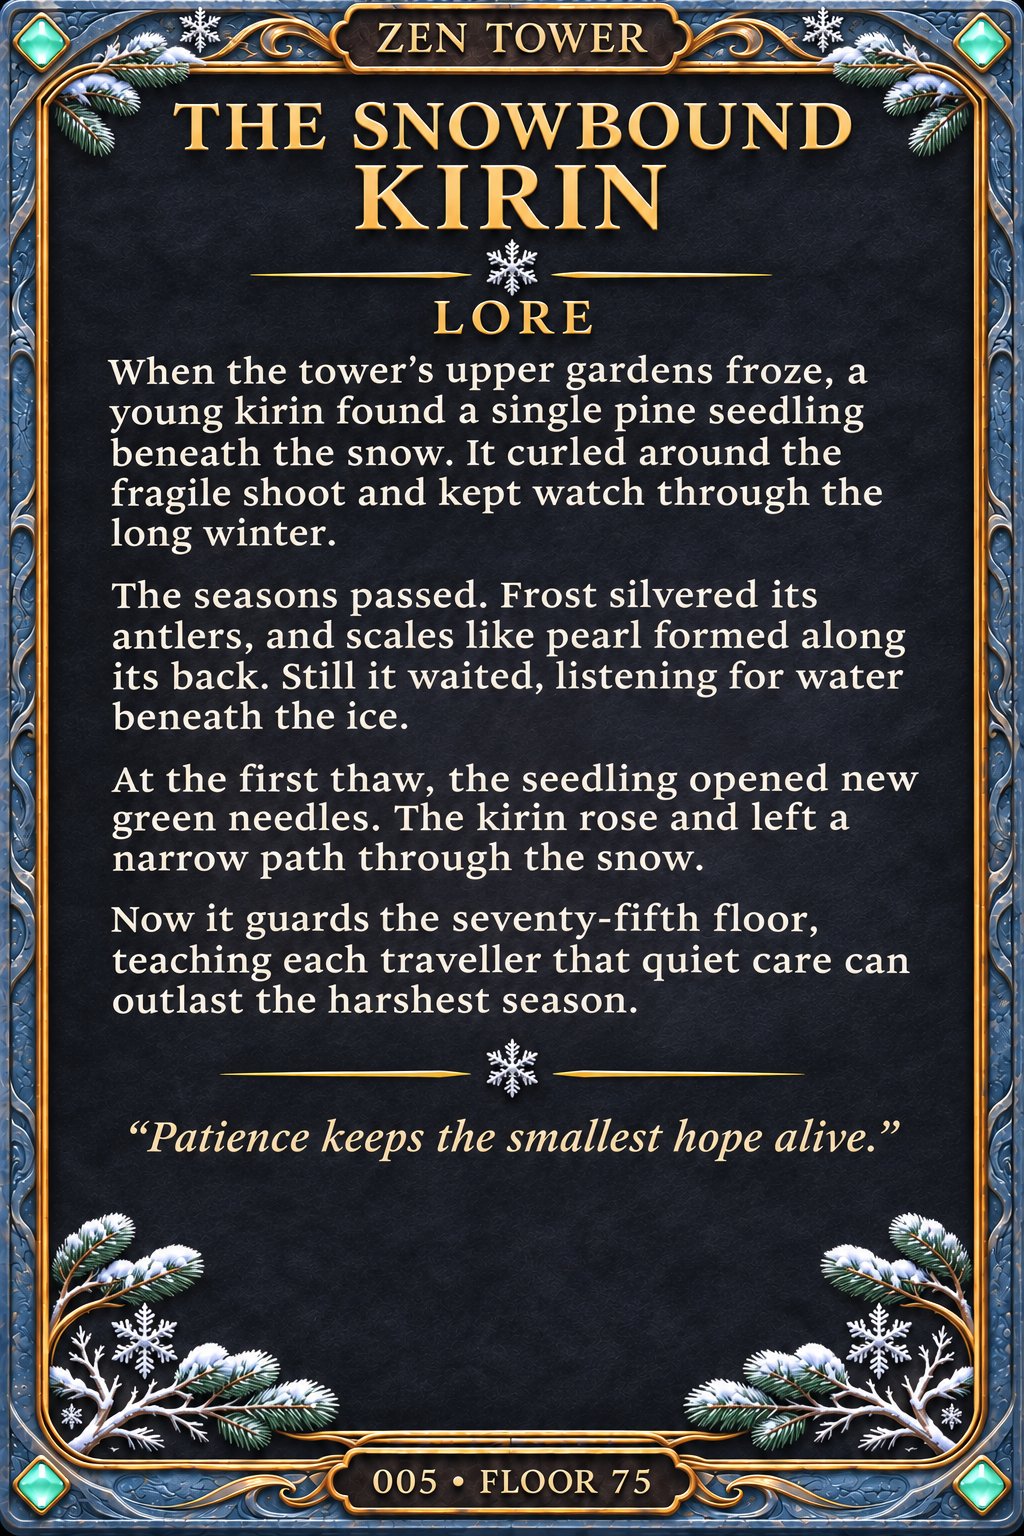 ZEN TOWER
THE SNOWBOUND
KIRIN
LORE
When the tower’s upper gardens froze, a
young kirin found a single pine seedling
beneath the snow. It curled around the
fragile shoot and kept watch through the
long winter.
The seasons passed. Frost silvered its
antlers, and scales like pearl formed along
its back. Still it waited, listening for water
beneath the ice.
At the first thaw, the seedling opened new
green needles. The kirin rose and left a
narrow path through the snow.
Now it guards the seventy-fifth floor,
teaching each traveller that quiet care can
outlast the harshest season.
“Patience keeps the smallest hope alive.”
005 • FLOOR 75